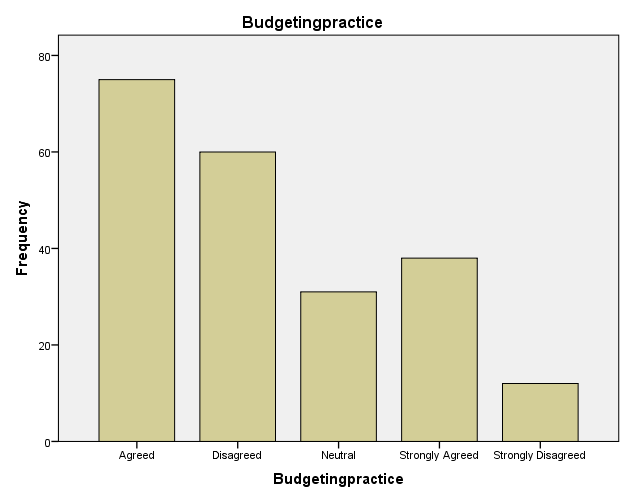 Budgetingpractice
80
60
40
20
0
Frequency
Agreed Disagreed Neutral Strongly Agreed Strongly Disagreed
Budgetingpractice